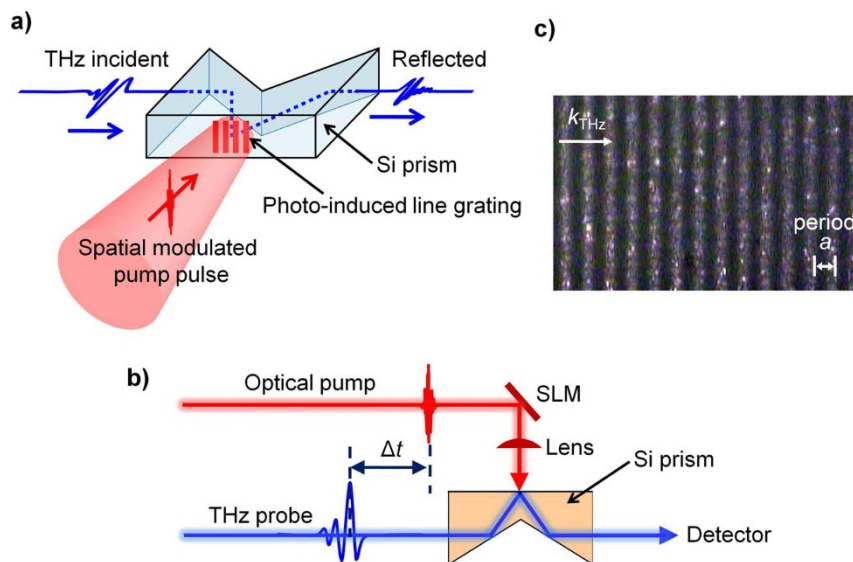 a)
THz incident
Reflected
Si prism
Photo-induced line grating
Spatial modulated
pump pulse
c)
kTHz
period
a
b)
Optical pump
SLM
Δt
Lens
Si prism
THz probe
Detector